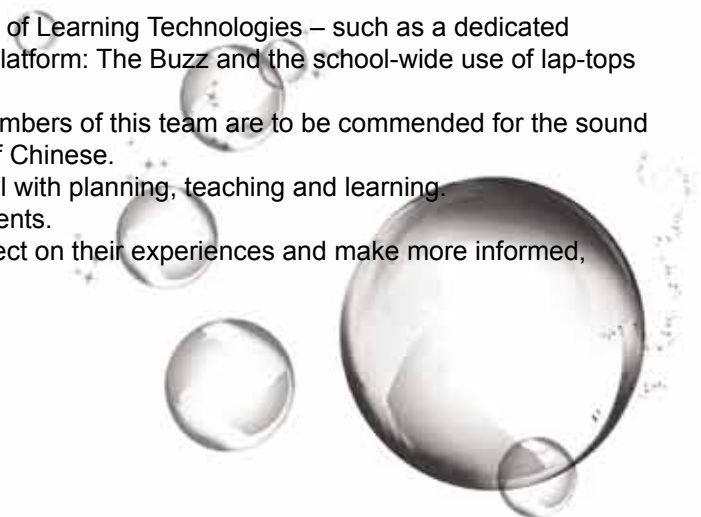 of Learning Technologies – such as a dedicated
latform: The Buzz and the school-wide use of lap-tops
mbers of this team are to be commended for the sound
f Chinese.
l with planning, teaching and learning.
ents.
ect on their experiences and make more informed,